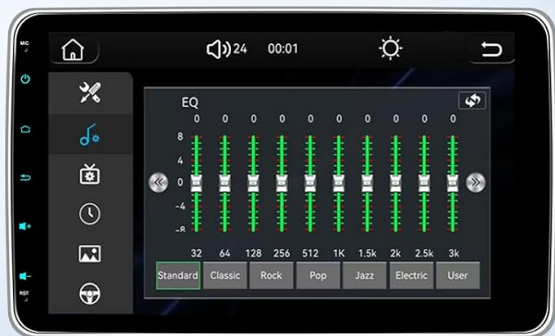 MIC
24 00:01
EQ
0 0 0 0 0 0 0 0 0 0
8
4
0
-4
-8
32 64 128 256 512 1K 1.5k 2k 2.5k 3k
Standard Classic Rock Pop Jazz Electric User
RST